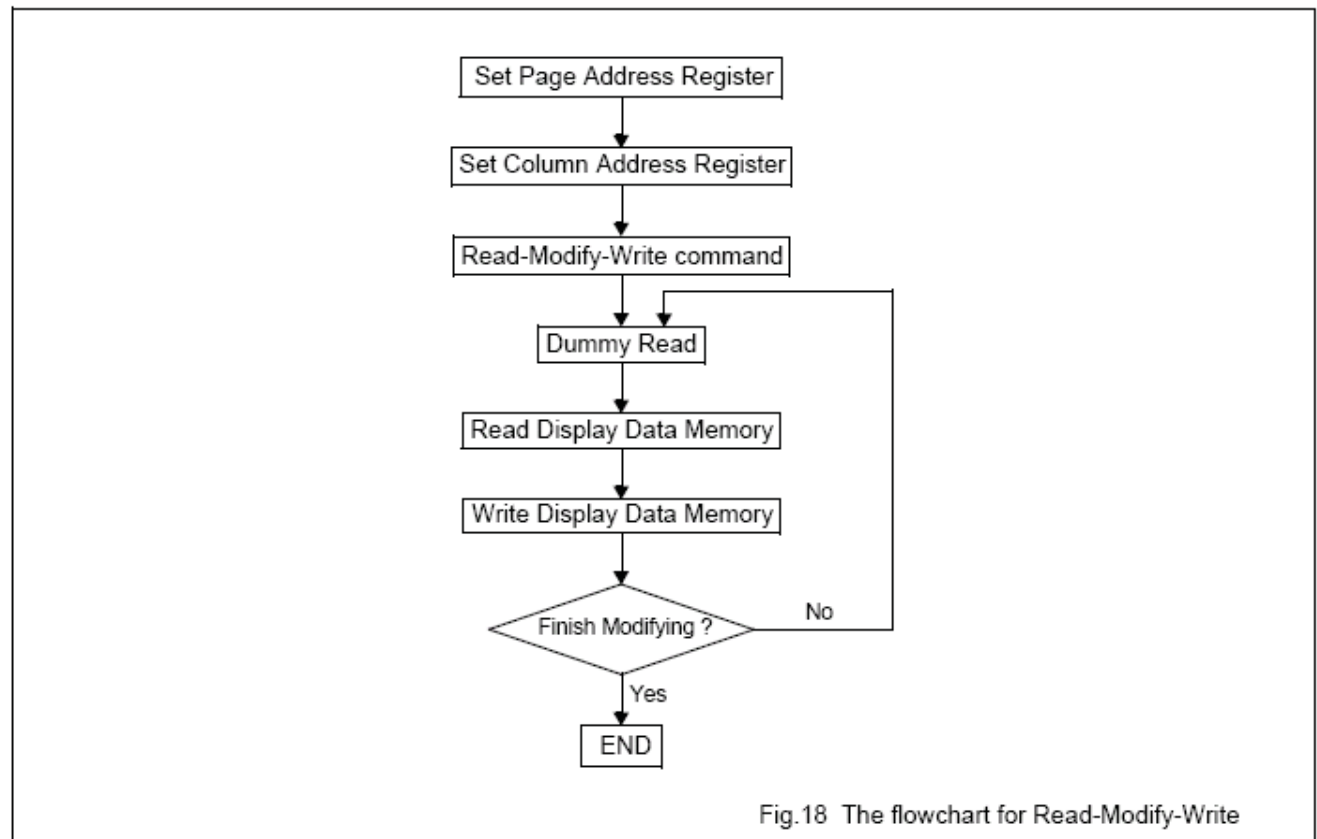 Set Page Address Register
Set Column Address Register
Read-Modify-Write command
Dummy Read
Read Display Data Memory
Write Display Data Memory
Finish Modifying ?
No
Yes
END
Fig.18 The flowchart for Read-Modify-Write